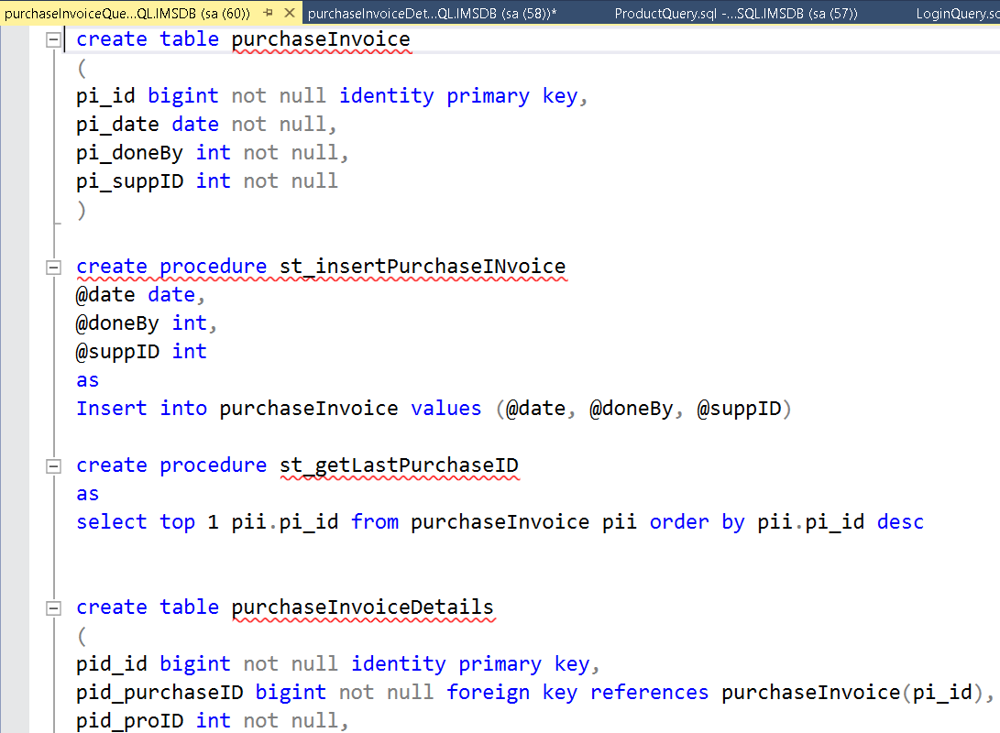 purchaseInvoiceQue...QL.IMSDB (sa (60)) purchaseInvoiceDet...QL.IMSDB (sa (58))* ProductQuery.sql -...SQL.IMSDB (sa (57)) LoginQuery.sq
create table purchaseInvoice
(
pi_id bigint not null identity primary key,
pi_date date not null,
pi_doneBy int not null,
pi_suppID int not null
)
create procedure st_insertPurchaseINvoice
@date date,
@doneBy int,
@suppID int
as
Insert into purchaseInvoice values (@date, @doneBy, @suppID)
create procedure st_getLastPurchaseID
as
select top 1 pii.pi_id from purchaseInvoice pii order by pii.pi_id desc
create table purchaseInvoiceDetails
(
pid_id bigint not null identity primary key,
pid_purchaseID bigint not null foreign key references purchaseInvoice(pi_id),
pid_proID int not null,